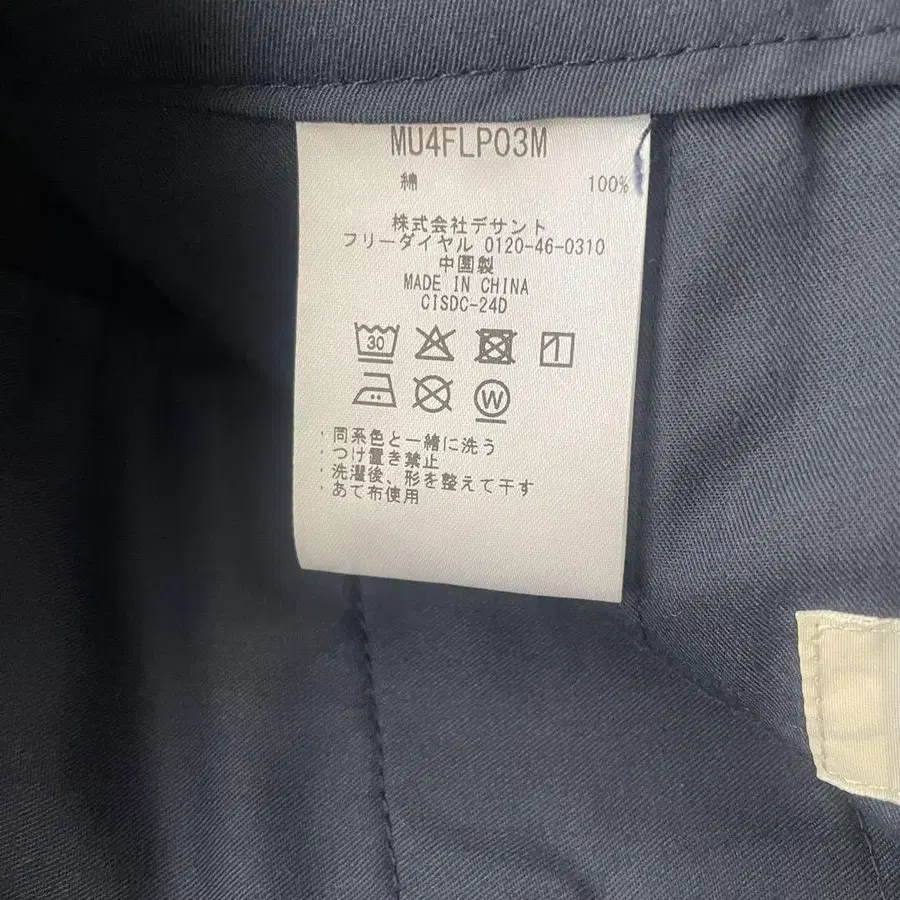 MU4FLP03M
綿 100%
株式会社デサント
フリーダイヤル 0120-46-0310
中国製
MADE IN CHINA
CISDC-24D
30
W
・同系色と一緒に洗う
・つけ置き禁止
・洗濯後、形を整えて干す
・あて布使用